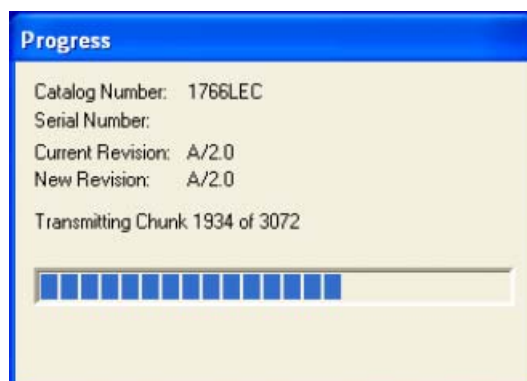 Progress
Catalog Number: 1766LEC
Serial Number:
Current Revision: A/2.0
New Revision: A/2.0
Transmitting Chunk 1934 of 3072